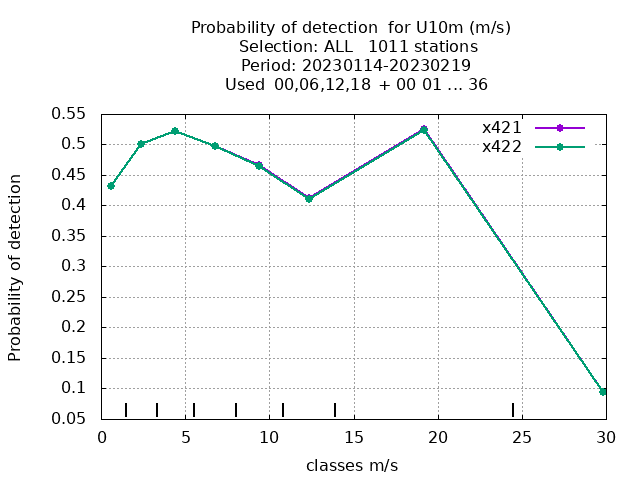 Probability of detection  for U10m (m/s)
Selection: ALL   1011 stations
Period: 20230114-20230219
Used  00,06,12,18  + 00 01 ... 36
x421
x422
0.55
0.5
0.45
0.4
0.35
0.3
0.25
0.2
0.15
0.1
0.05
Probability of detection
0 5 10 15 20 25 30
classes m/s